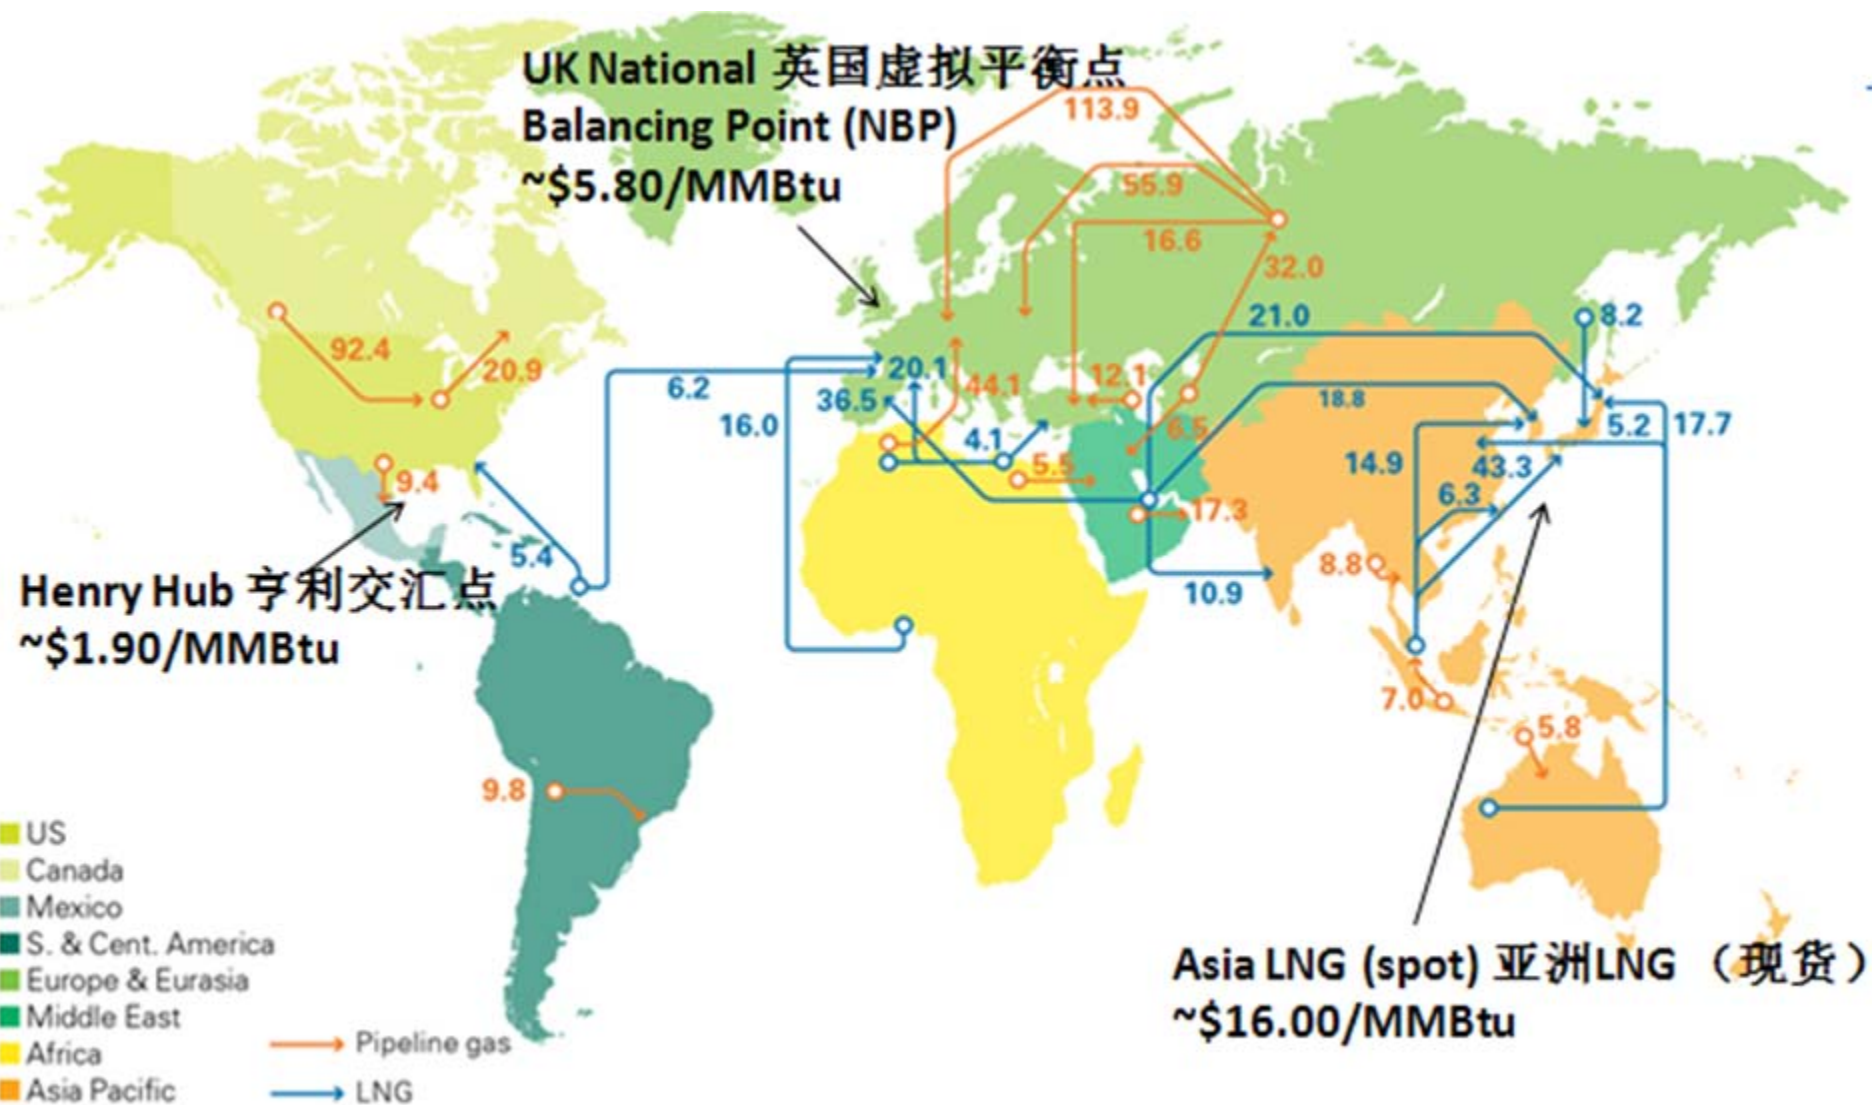 UK National 英国虚拟平衡点
Balancing Point (NBP)
~$5.80/MMBtu
113.9
55.9
16.6
32.0
21.0
8.2
92.4
20.9
6.2
20.1
44.1
12.1
36.5
18.8
16.0
4.1
6.5
5.2
17.7
9.4
5.5
14.9
43.3
6.3
17.3
5.4
8.8
10.9
Henry Hub 亨利交汇点
~$1.90/MMBtu
7.0
5.8
9.8
US
Canada
Mexico
S. & Cent. America
Europe & Eurasia
Middle East
Africa
Asia Pacific
Pipeline gas
LNG
Asia LNG (spot) 亚洲LNG （现货）
~$16.00/MMBtu